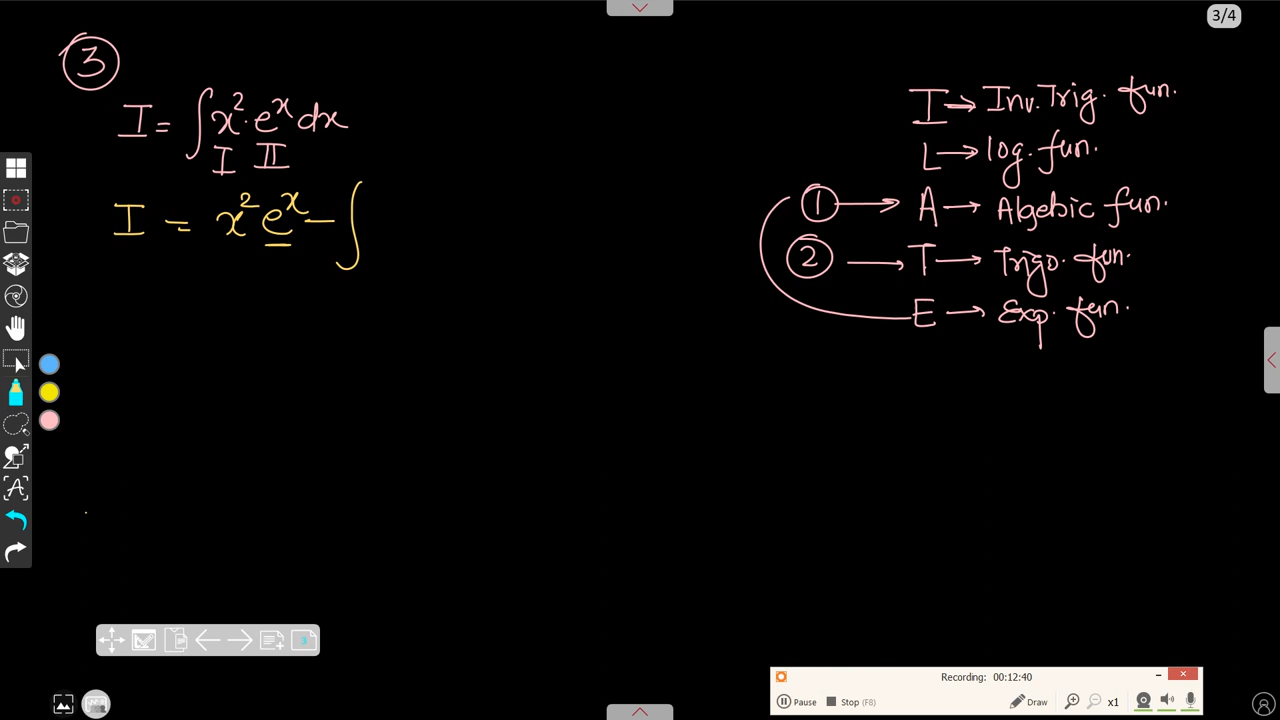 3/4
③
I = ∫x². eˣ dx
I II
I = x² eˣ − ∫
I → Inv. Trig. fun.
L → log. fun.
① → A → Algebic fun.
② → T → Trigo. fun.
E → Exp. fun.
Recording: 00:12:40
Pause Stop (F8) Draw x1